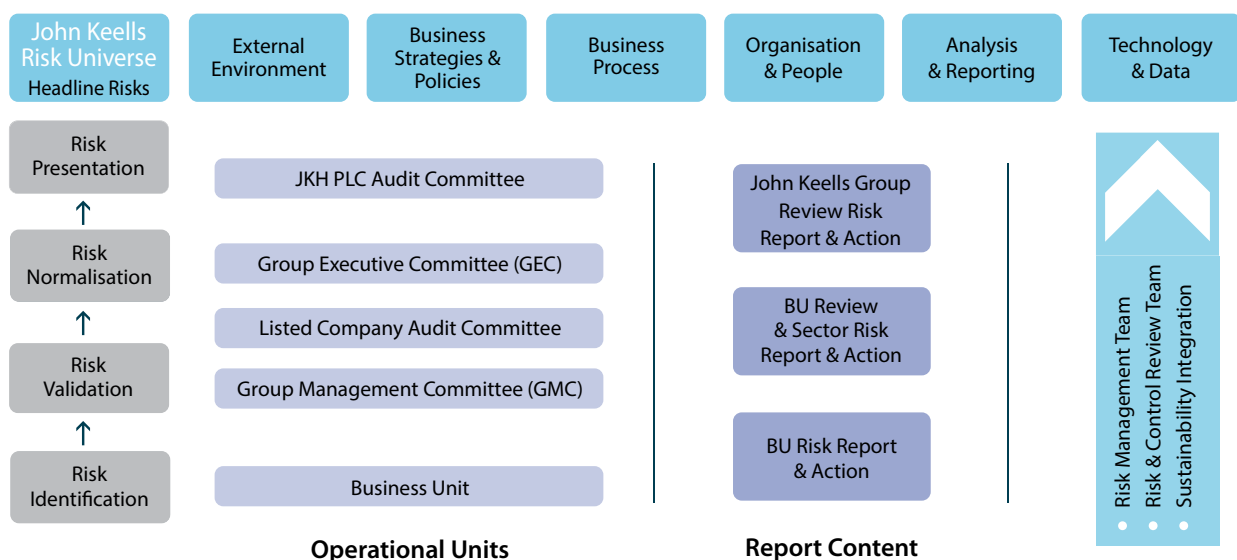 John Keells
Risk Universe
Headline Risks
External
Environment
Business
Strategies &
Policies
Business
Process
Organisation
& People
Analysis
& Reporting
Technology
& Data
Risk
Presentation
Risk
Normalisation
Risk
Validation
Risk
Identification
JKH PLC Audit Committee
Group Executive Committee (GEC)
Listed Company Audit Committee
Group Management Committee (GMC)
Business Unit
Operational Units
John Keells Group
Review Risk
Report & Action
BU Review
& Sector Risk
Report & Action
BU Risk Report
& Action
Report Content
• Risk Management Team
• Risk & Control Review Team
• Sustainability Integration